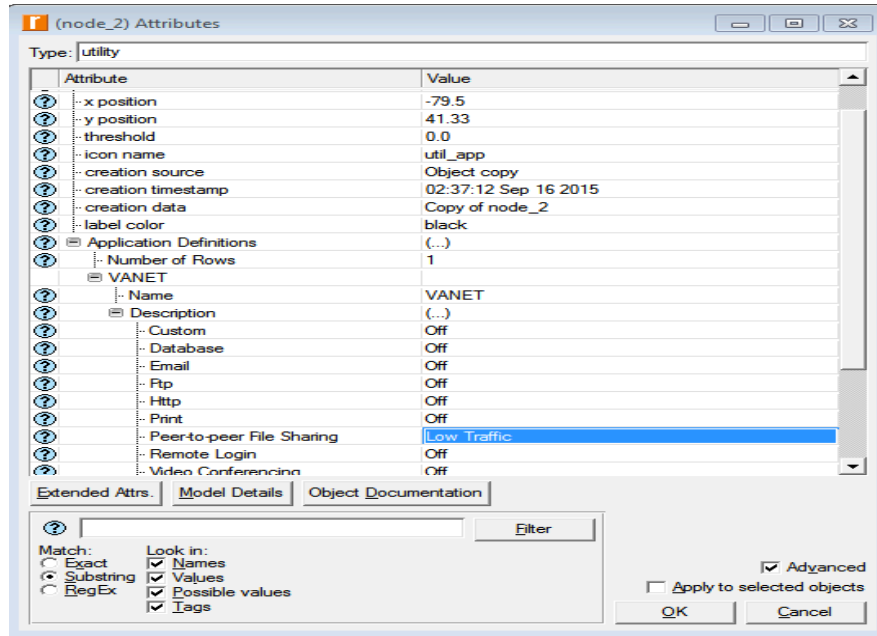 (node_2) Attributes
Type: utility
Attribute Value
x position -79.5
y position 41.33
threshold 0.0
icon name util_app
creation source Object copy
creation timestamp 02:37:12 Sep 16 2015
creation data Copy of node_2
label color black
Application Definitions (...)
Number of Rows 1
VANET
Name VANET
Description (...)
Custom Off
Database Off
Email Off
Ftp Off
Http Off
Print Off
Peer-to-peer File Sharing Low Traffic
Remote Login Off
Video Conferencing Off
Extended Attrs. Model Details Object Documentation
Filter
Match: Look in:
Exact Names
Substring Values
RegEx Possible values
Tags
Advanced
Apply to selected objects
OK Cancel